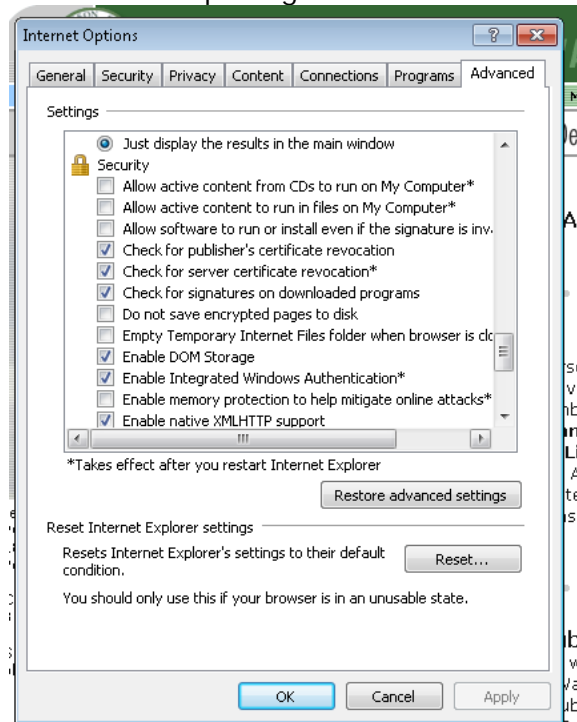 Internet Options
General Security Privacy Content Connections Programs Advanced
Settings
Just display the results in the main window
Security
Allow active content from CDs to run on My Computer*
Allow active content to run in files on My Computer*
Allow software to run or install even if the signature is inv
Check for publisher's certificate revocation
Check for server certificate revocation*
Check for signatures on downloaded programs
Do not save encrypted pages to disk
Empty Temporary Internet Files folder when browser is clo
Enable DOM Storage
Enable Integrated Windows Authentication*
Enable memory protection to help mitigate online attacks*
Enable native XMLHTTP support
*Takes effect after you restart Internet Explorer
Restore advanced settings
Reset Internet Explorer settings
Resets Internet Explorer's settings to their default
condition.
Reset...
You should only use this if your browser is in an unusable state.
OK Cancel Apply